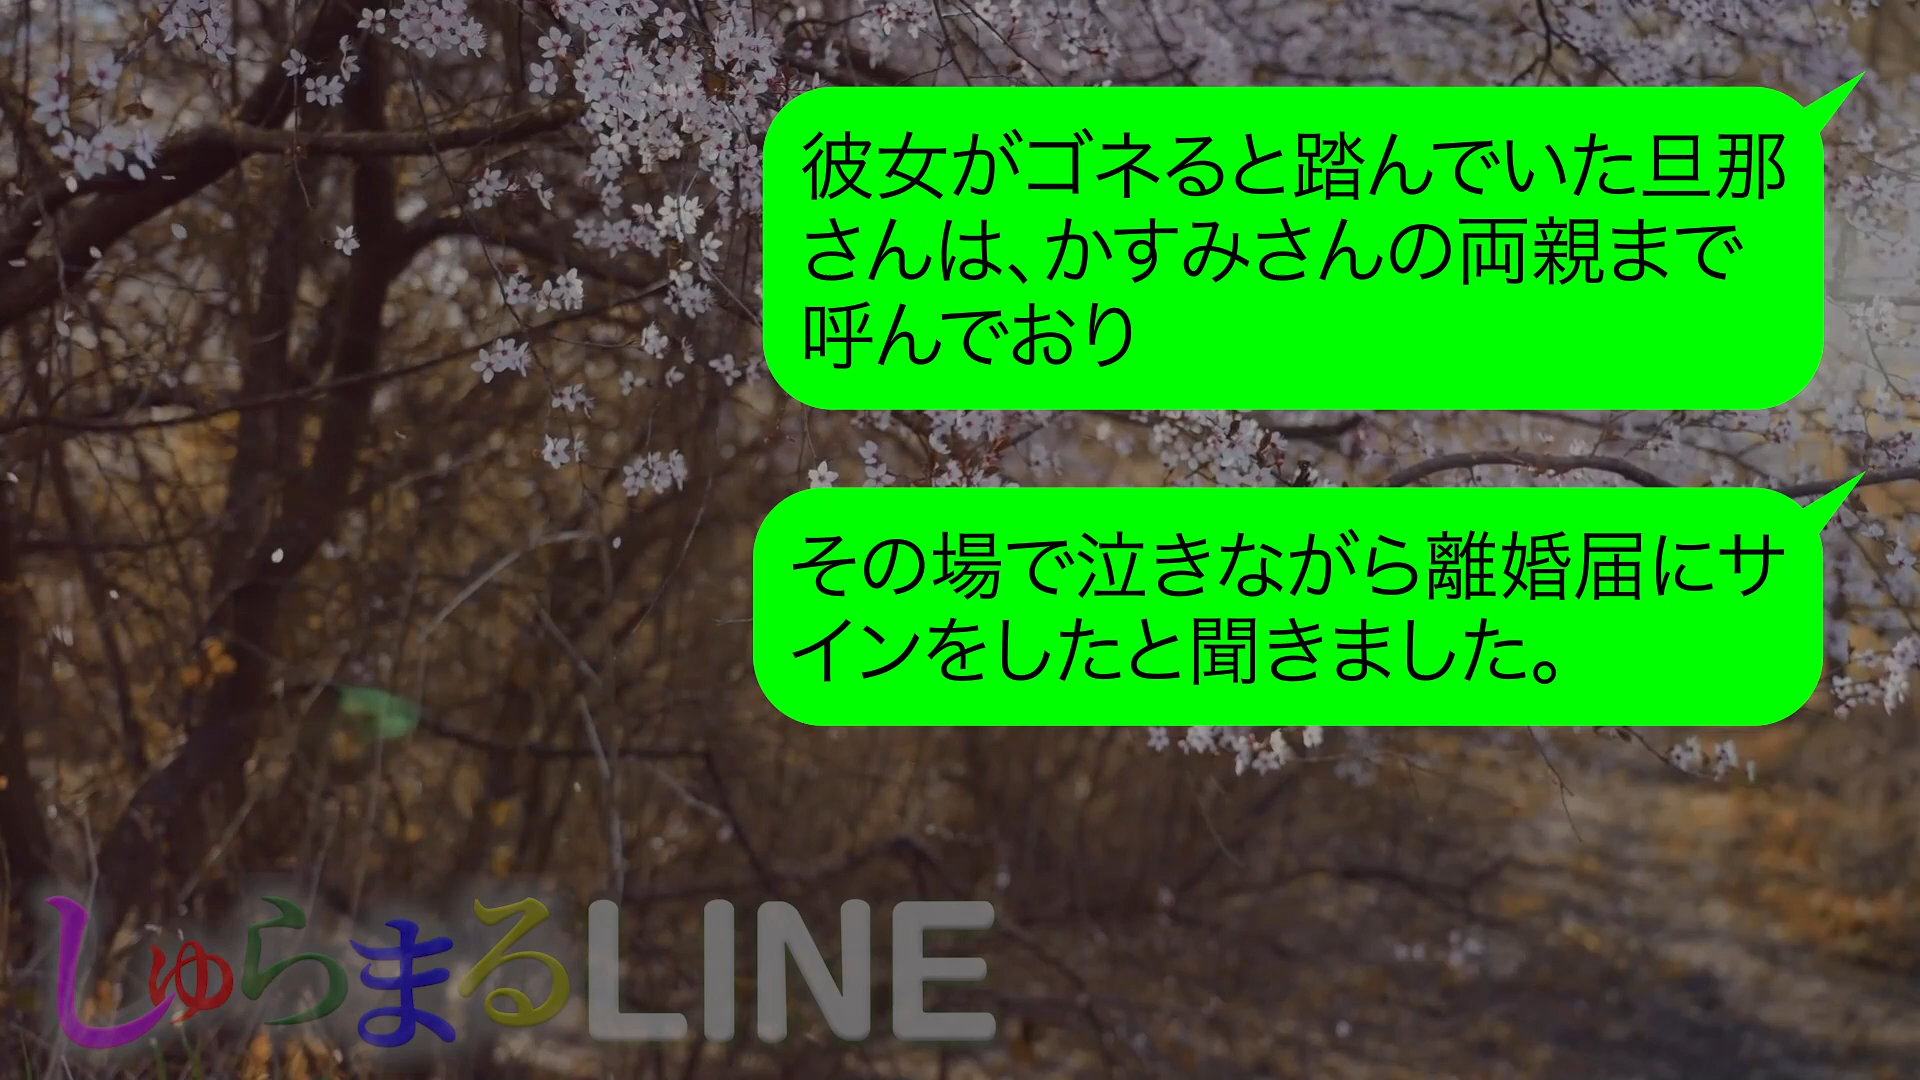 彼女がゴネると踏んでいた旦那
さんは、かすみさんの両親まで
呼んでおり
その場で泣きながら離婚届にサ
インをしたと聞きました。
しゅらまるLINE